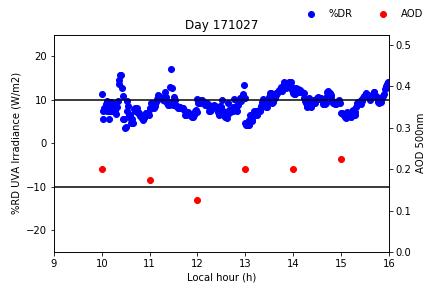 %DR AOD
Day 171027
%RD UVA Irradiance (W/m2)
20
10
0
−10
−20
0.5
0.4
0.3
0.2
0.1
0.0
AOD 500nm
9 10 11 12 13 14 15 16
Local hour (h)